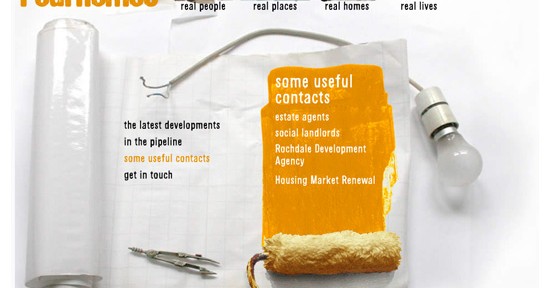 real people real places real homes real lives
some useful
contacts
estate agents
social landlords
Rochdale Development
Agency
Housing Market Renewal
the latest developments
in the pipeline
some useful contacts
get in touch